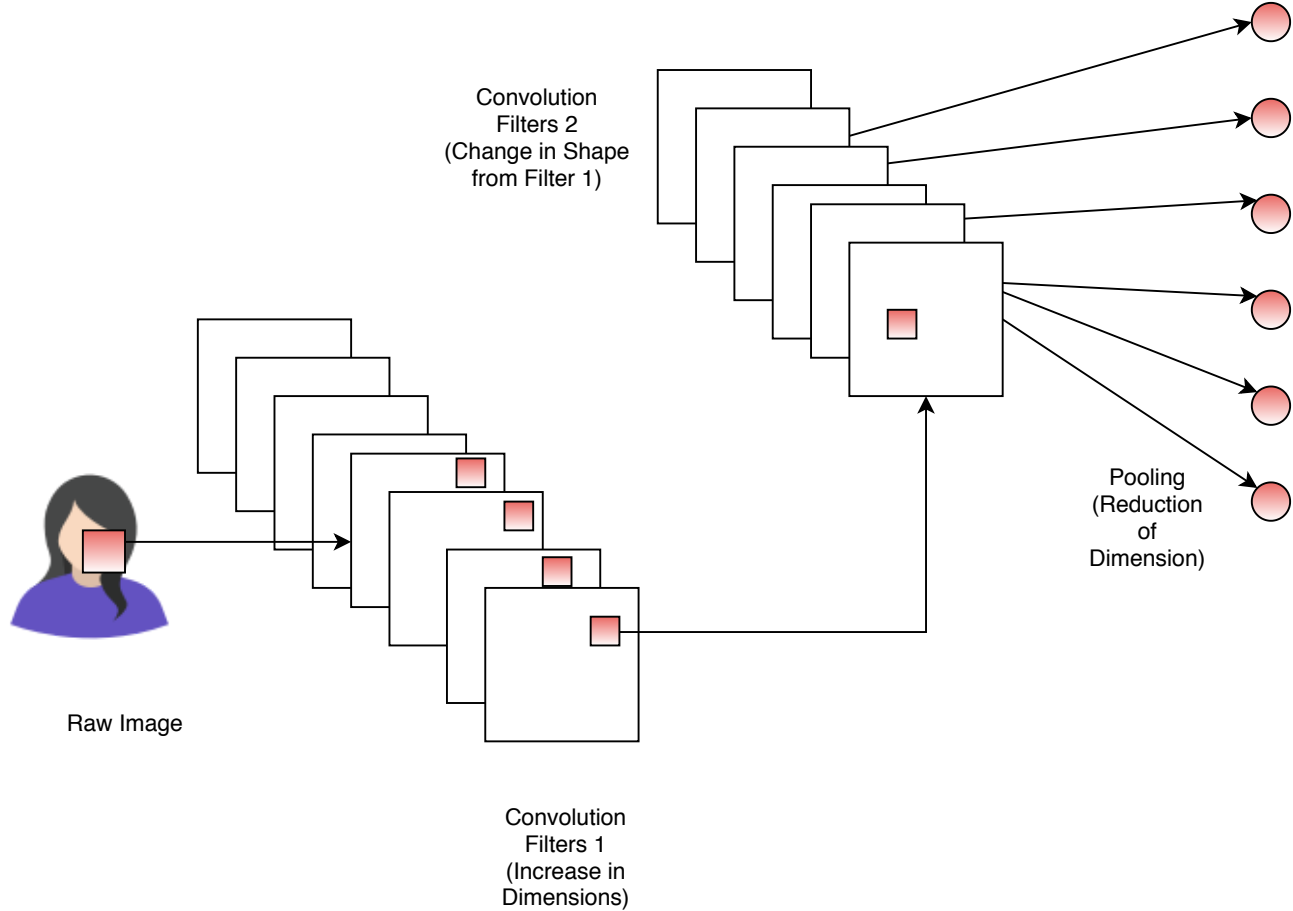 Convolution
Filters 2
(Change in Shape
from Filter 1)
Pooling
(Reduction
of
Dimension)
Raw Image
Convolution
Filters 1
(Increase in
Dimensions)